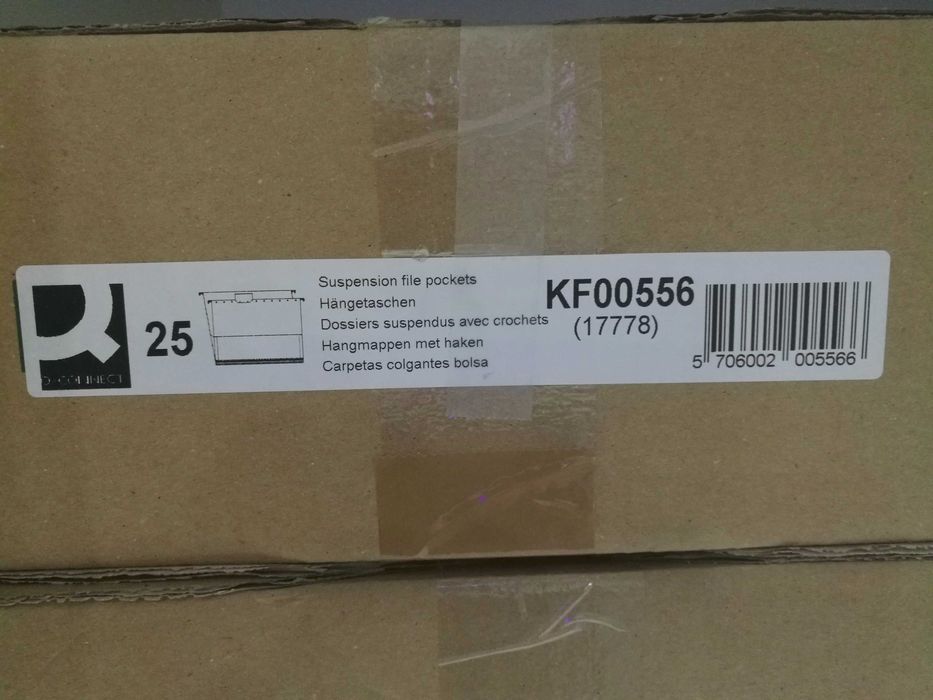 Q-CONNECT
25
Suspension file pockets
Hängetaschen
Dossiers suspendus avec crochets
Hangmappen met haken
Carpetas colgantes bolsa
KF00556
(17778)
5 706002 005566